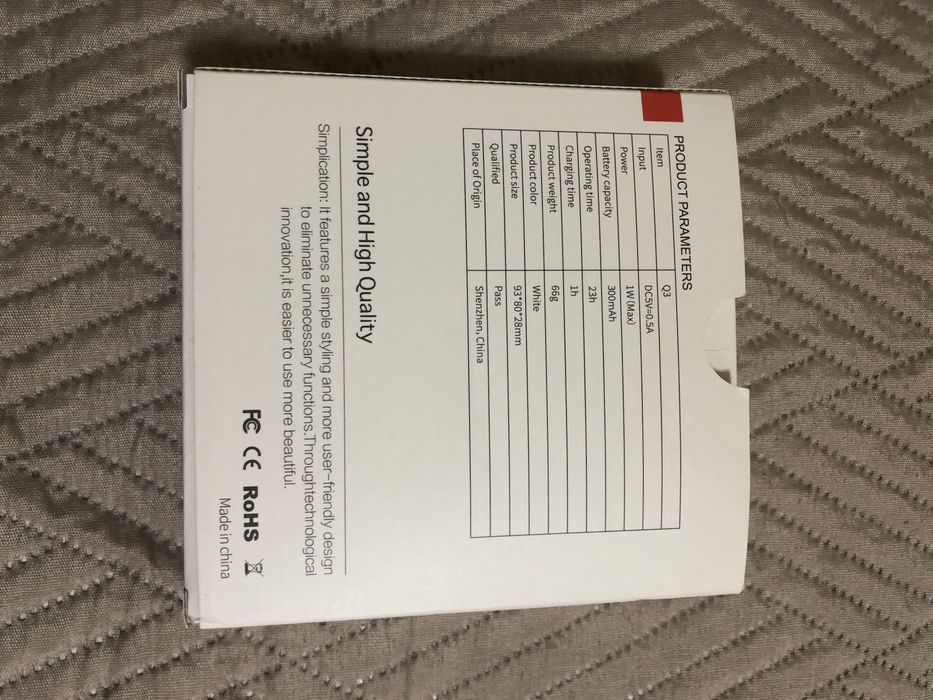 PRODUCT PARAMETERS
Item Q3
Input DC5V=0.5A
Power 1W(Max)
Battery capacity 300mAh
Operating time 23h
Charging time 1h
Product weight 66g
Product color White
Product size 93*80*28mm
Qualified Pass
Place of Origin Shenzhen, China
Simple and High Quality
Simplication: It features a simple styling and more user-friendly design
to eliminate unnecessary functions.Throughtechnological
innovation,it is easier to use more beautiful.
FC CE RoHS
Made in china